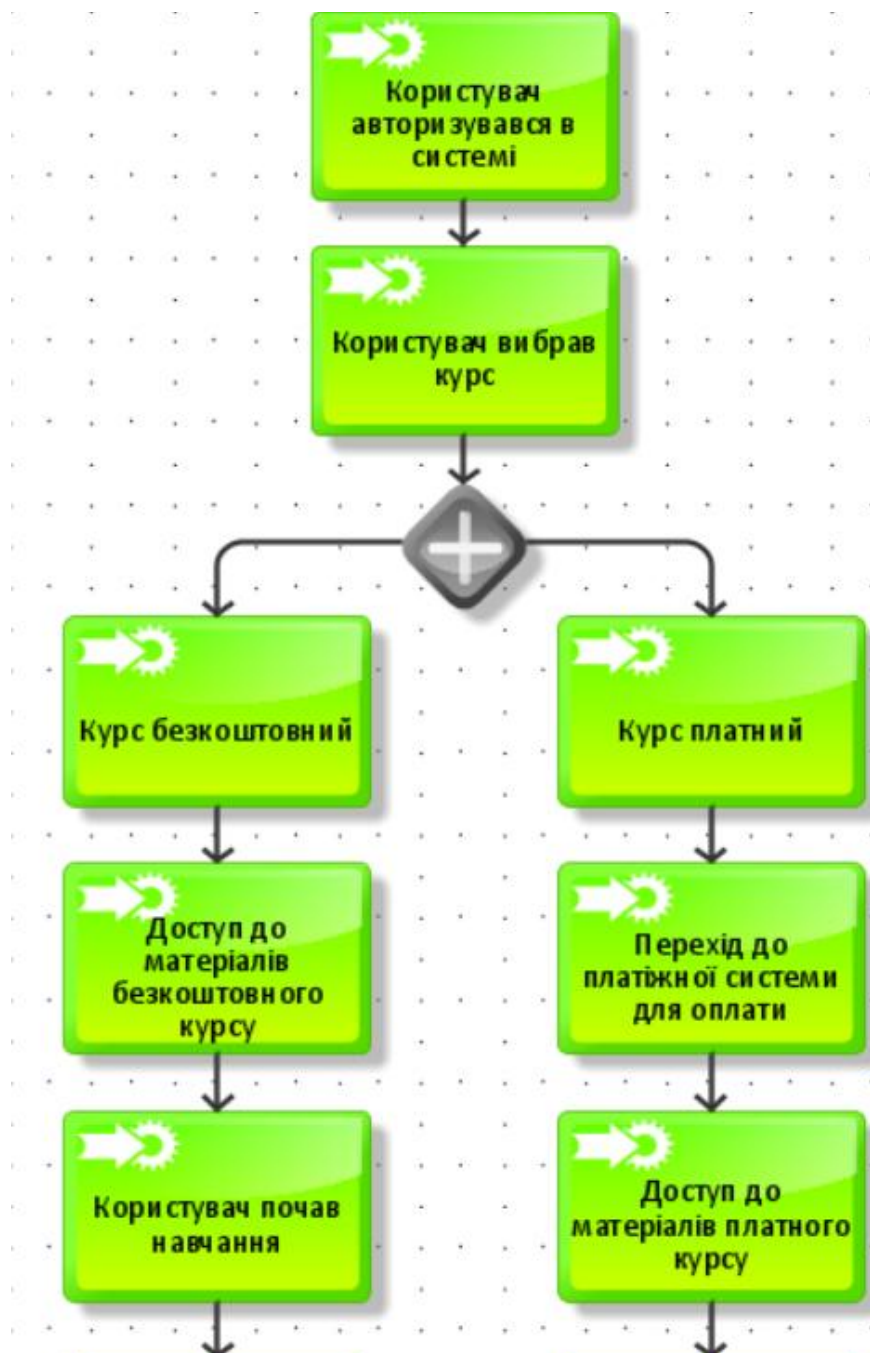 Користувач
авторизувався в
системі
Користувач вибрав
курс
Курс безкоштовний
Курс платний
Доступ до
матеріалів
безкоштовного
курсу
Перехід до
платіжної системи
для оплати
Користувач почав
навчання
Доступ до
матеріалів платного
курсу